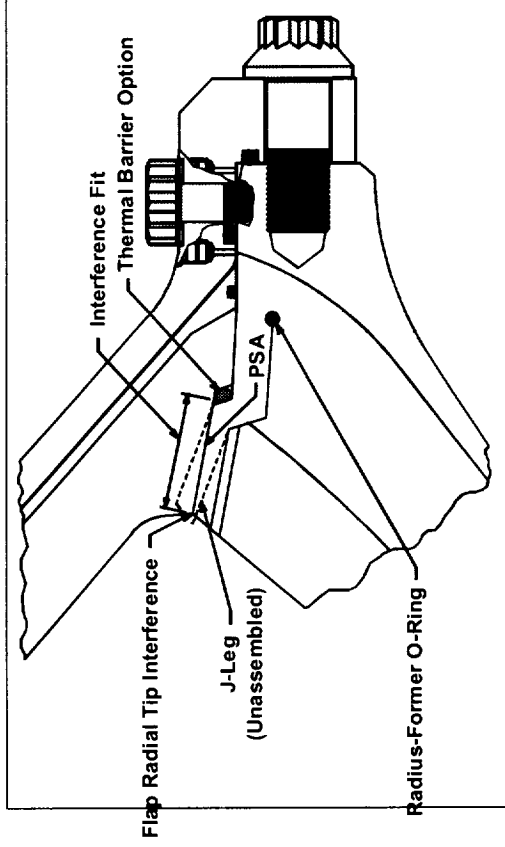 Interference Fit
Thermal Barrier Option
Flap Radial Tip Interference
PSA
J-Leg
(Unassembled)
Radius-Former O-Ring